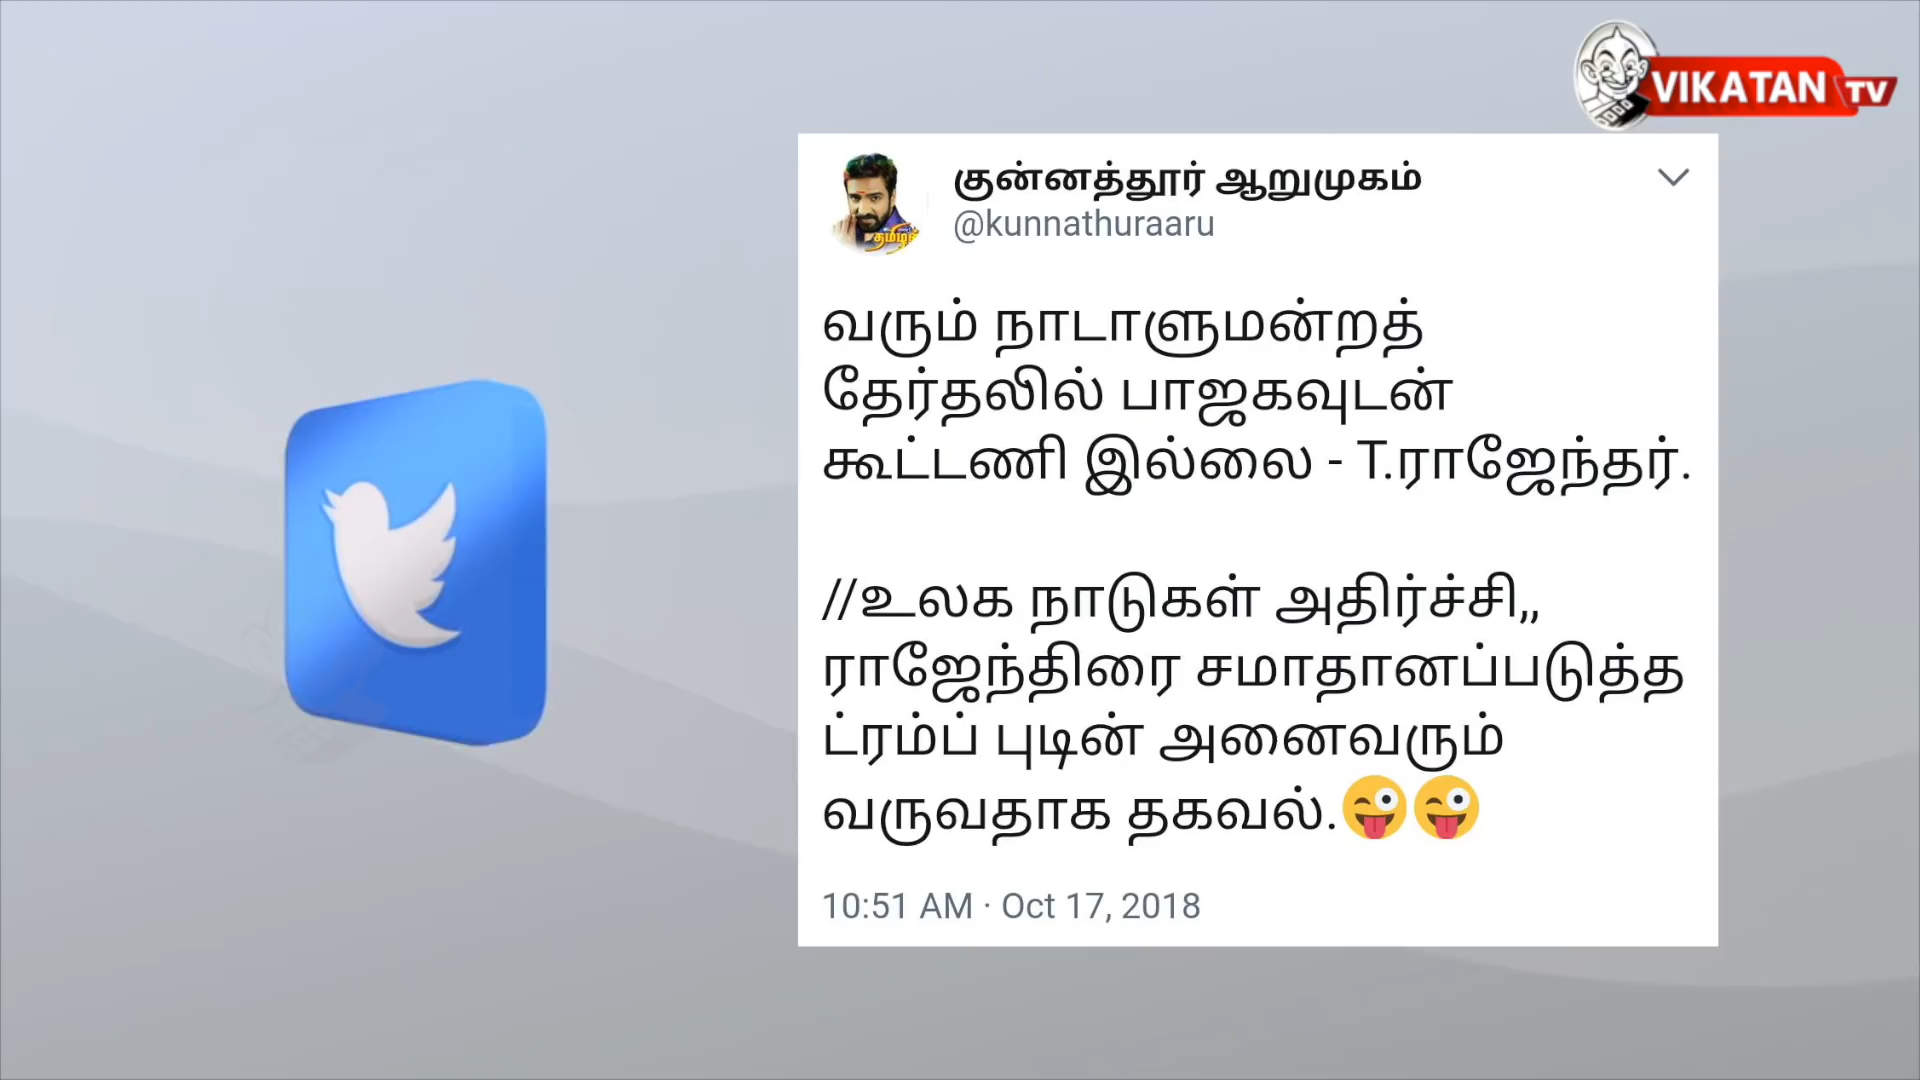 VIKATAN TV
குன்னத்தூர் ஆறுமுகம்
@kunnathuraaru
வரும் நாடாளுமன்றத்
தேர்தலில் பாஜகவுடன்
கூட்டணி இல்லை - T.ராஜேந்தர்.
//உலக நாடுகள் அதிர்ச்சி,,
ராஜேந்திரை சமாதானப்படுத்த
ட்ரம்ப் புடின் அனைவரும்
வருவதாக தகவல்.😜😜
10:51 AM · Oct 17, 2018